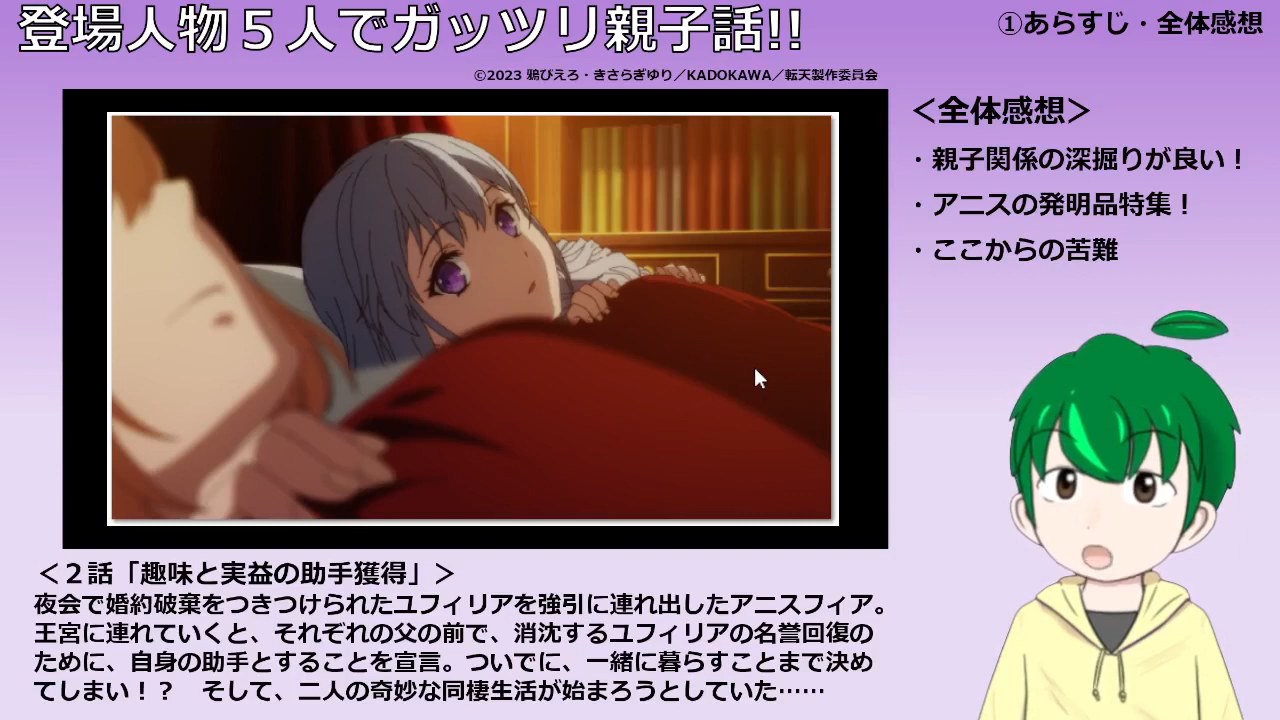 登場人物５人でガッツリ親子話!!
①あらすじ・全体感想
©2023 鴉ぴえろ・きさらぎゆり／KADOKAWA／転天製作委員会
＜全体感想＞
・親子関係の深掘りが良い！
・アニスの発明品特集！
・ここからの苦難
＜２話「趣味と実益の助手獲得」＞
夜会で婚約破棄をつきつけられたユフィリアを強引に連れ出したアニスフィア。
王宮に連れていくと、それぞれの父の前で、消沈するユフィリアの名誉回復の
ために、自身の助手とすることを宣言。ついでに、一緒に暮らすことまで決め
てしまい！？　そして、二人の奇妙な同棲生活が始まろうとしていた……